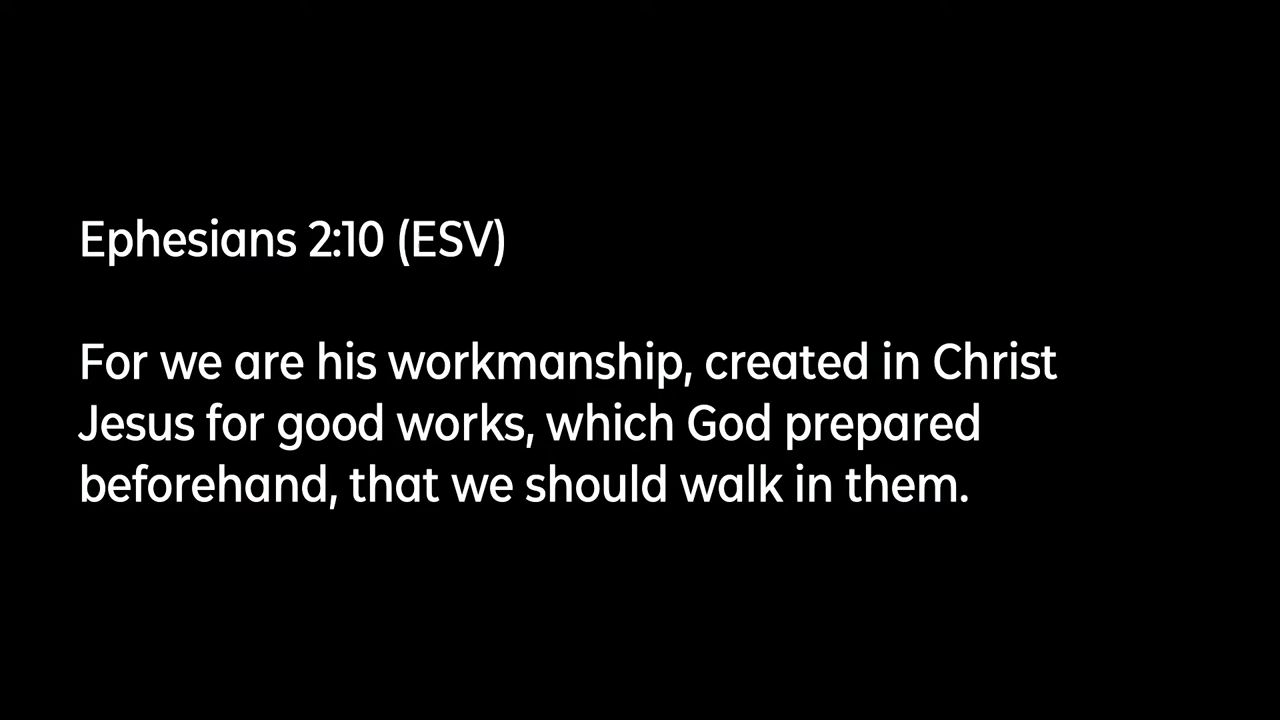 Ephesians 2:10 (ESV)
For we are his workmanship, created in Christ
Jesus for good works, which God prepared
beforehand, that we should walk in them.